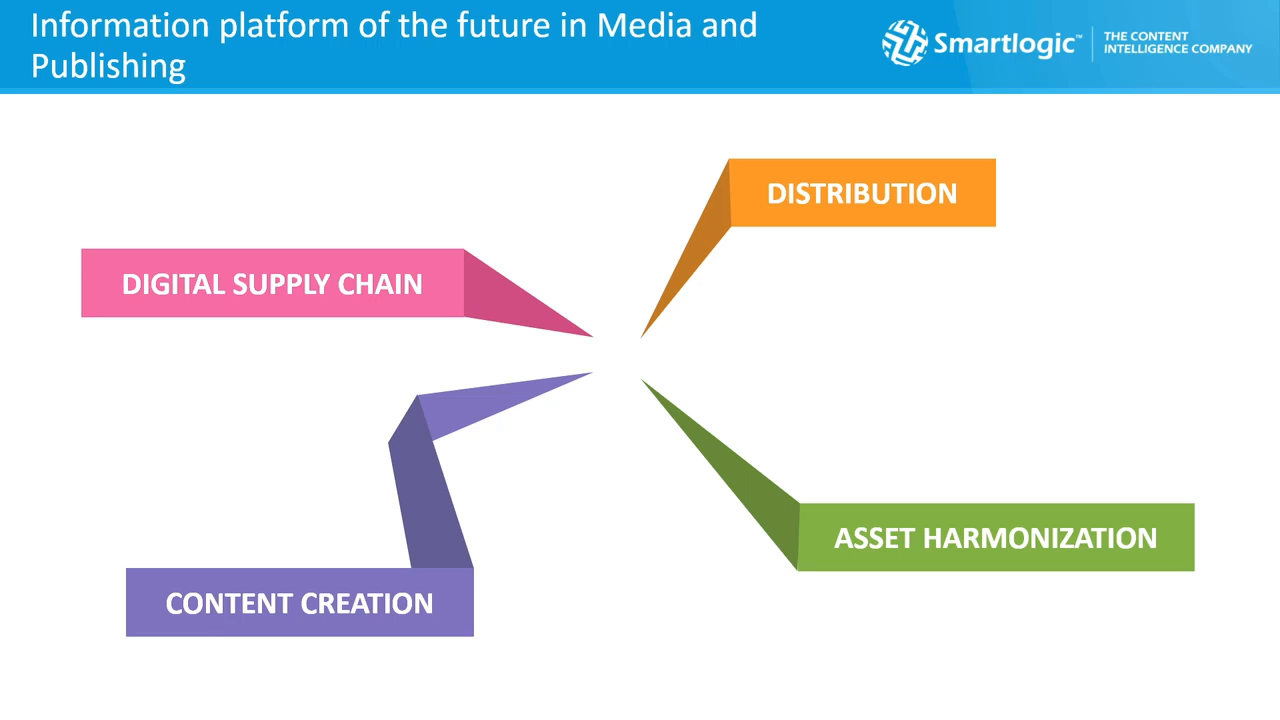 Information platform of the future in Media and
Publishing
Smartlogic™
THE CONTENT
INTELLIGENCE COMPANY
DISTRIBUTION
DIGITAL SUPPLY CHAIN
ASSET HARMONIZATION
CONTENT CREATION